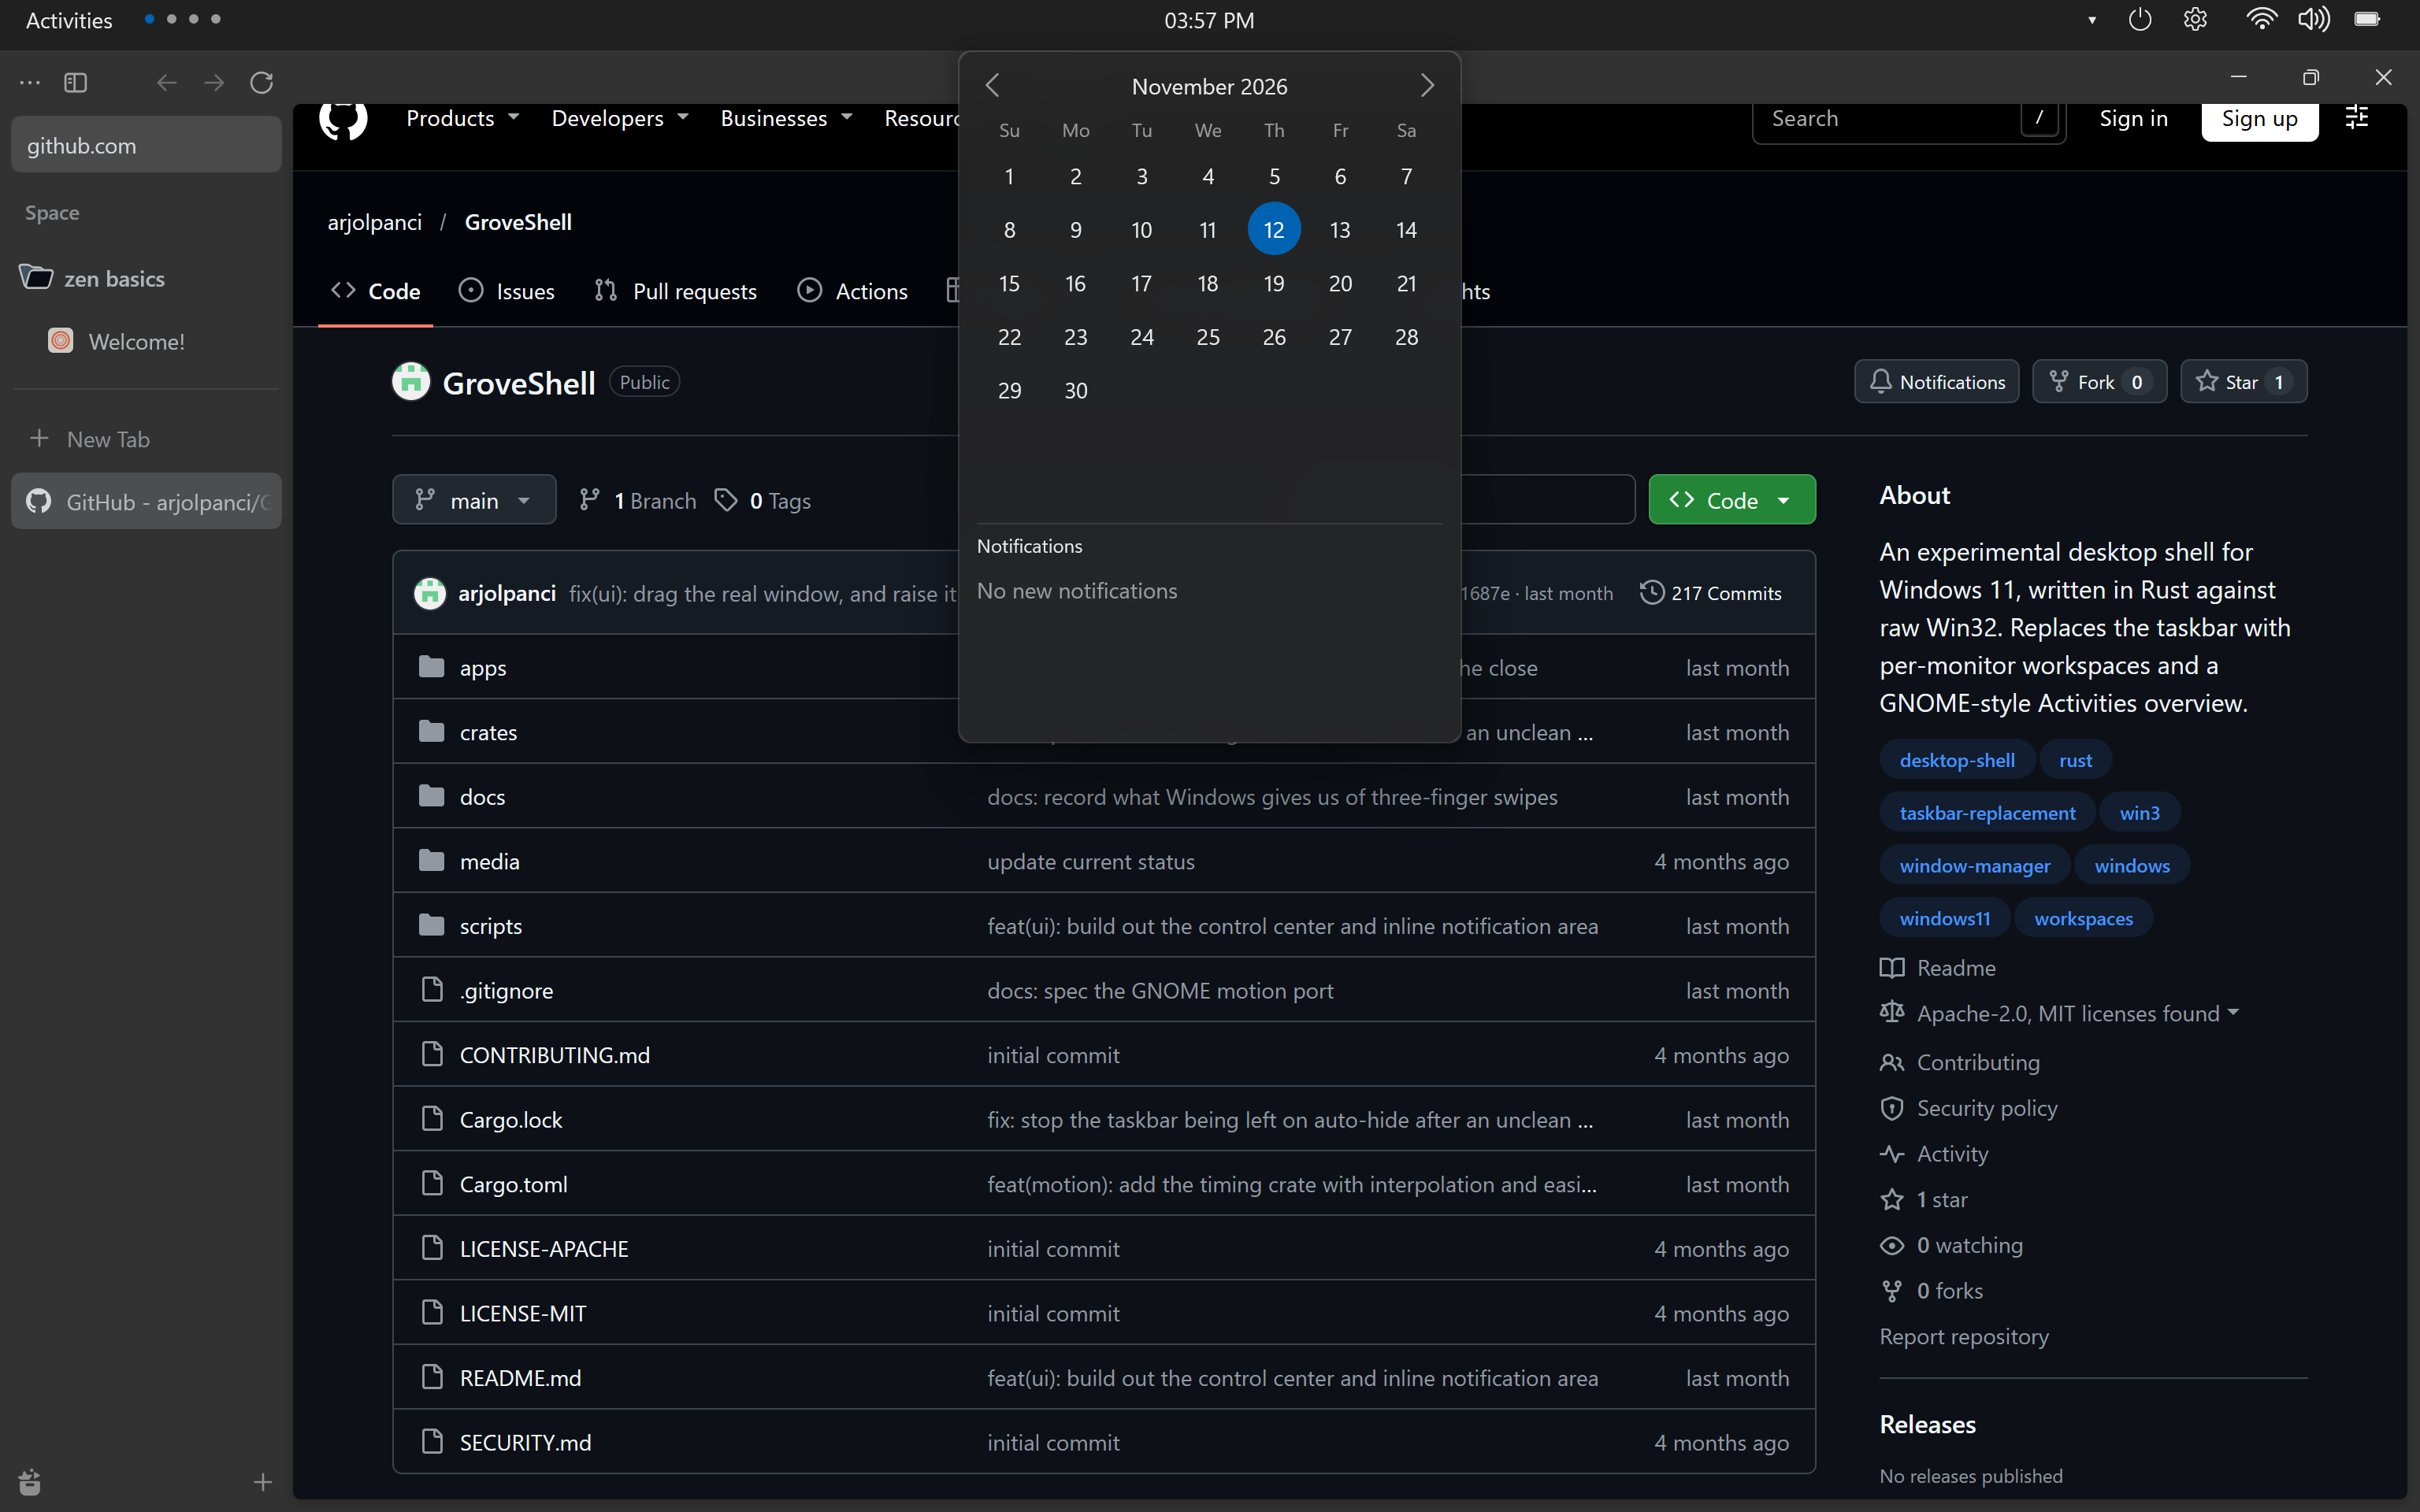 Activities
03:57 PM
github.com
Space
zen basics
Welcome!
New Tab
GitHub - arjolpanci/
Products
Developers
Businesses
Search
/
Sign in
Sign up
arjolpanci / GroveShell
Code
Issues
Pull requests
Actions
November 2026
Su Mo Tu We Th Fr Sa
1 2 3 4 5 6 7
8 9 10 11 12 13 14
15 16 17 18 19 20 21
22 23 24 25 26 27 28
29 30
Notifications
No new notifications
GroveShell Public
Notifications
Fork 0
Star 1
main
1 Branch
0 Tags
Code
arjolpanci fix(ui): drag the real window, and raise it
1687e · last month
217 Commits
apps he close last month
crates an unclean ... last month
docs docs: record what Windows gives us of three-finger swipes last month
media update current status 4 months ago
scripts feat(ui): build out the control center and inline notification area last month
.gitignore docs: spec the GNOME motion port last month
CONTRIBUTING.md initial commit 4 months ago
Cargo.lock fix: stop the taskbar being left on auto-hide after an unclean ... last month
Cargo.toml feat(motion): add the timing crate with interpolation and easi... last month
LICENSE-APACHE initial commit 4 months ago
LICENSE-MIT initial commit 4 months ago
README.md feat(ui): build out the control center and inline notification area last month
SECURITY.md initial commit 4 months ago
About
An experimental desktop shell for
Windows 11, written in Rust against
raw Win32. Replaces the taskbar with
per-monitor workspaces and a
GNOME-style Activities overview.
desktop-shell rust
taskbar-replacement win3
window-manager windows
windows11 workspaces
Readme
Apache-2.0, MIT licenses found
Contributing
Security policy
Activity
1 star
0 watching
0 forks
Report repository
Releases
No releases published